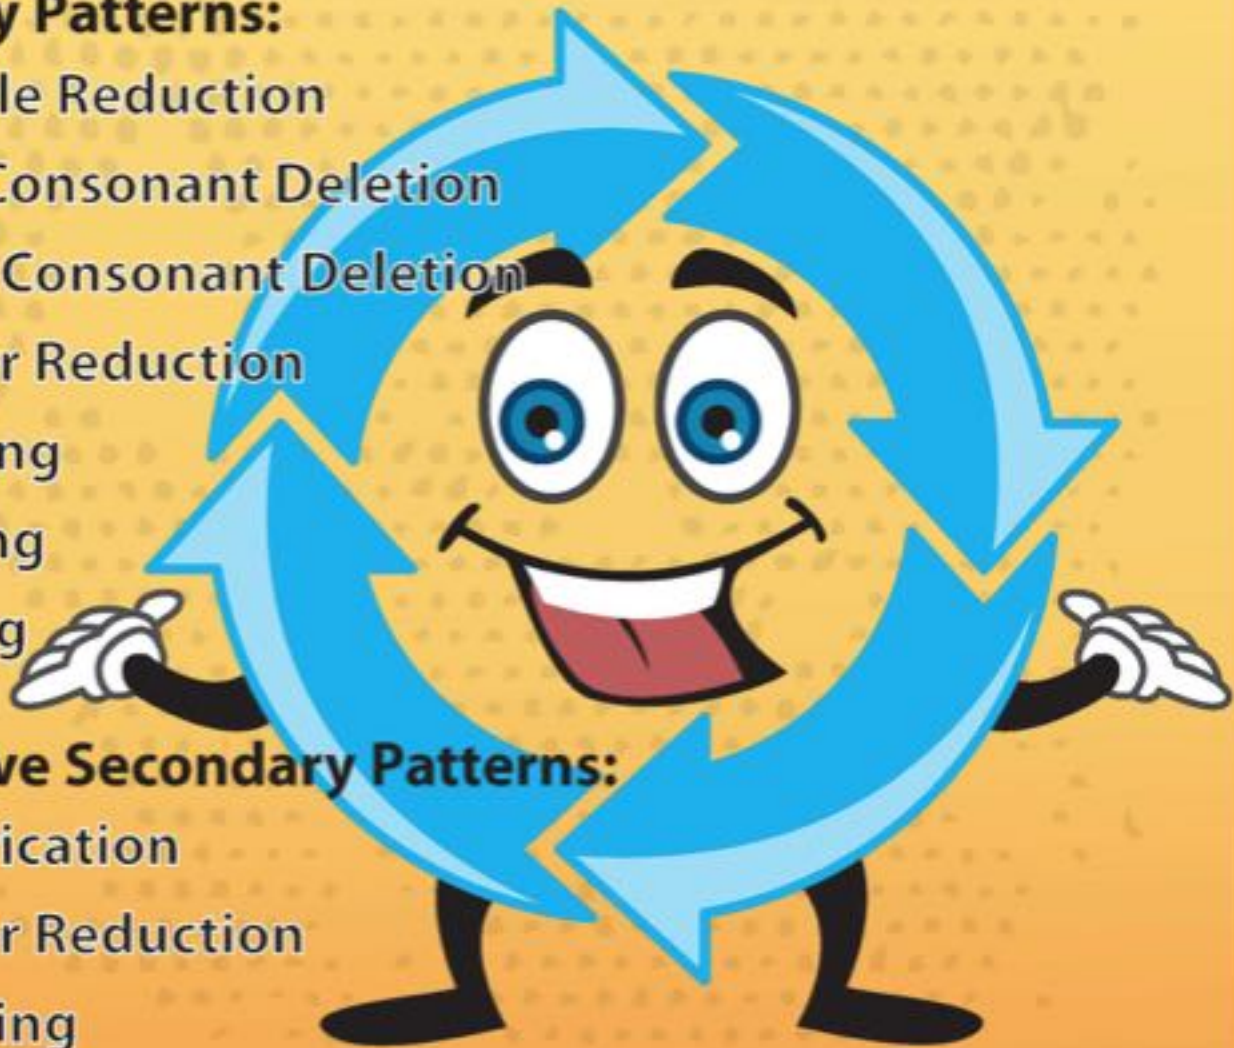 y Patterns:
le Reduction
Consonant Deletion
Consonant Deletion
r Reduction
ng
ng
g
ve Secondary Patterns:
ication
r Reduction
ing